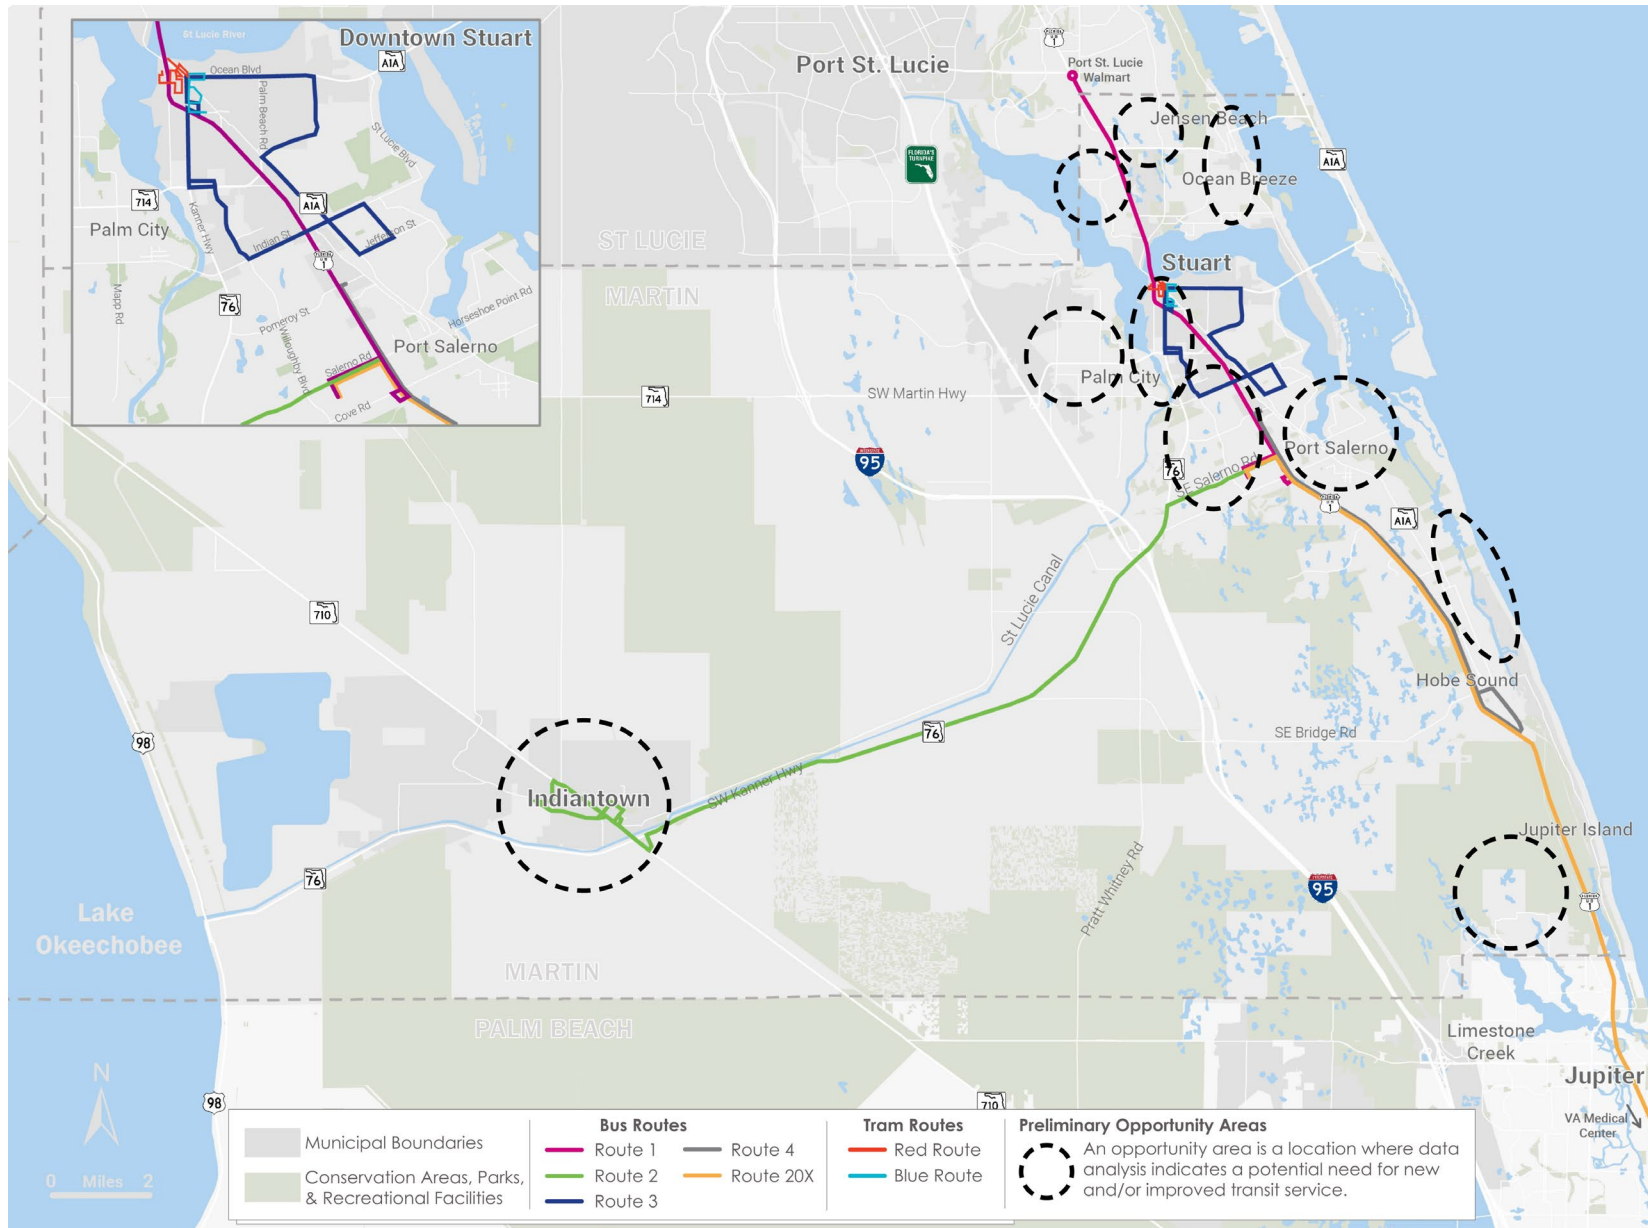 St Lucie River
Downtown Stuart
A1A
Ocean Blvd
Palm Beach Rd
St Lucie Blvd
714
Palm City
Kanner Hwy
A1A
Indian St
Jefferson St
1
Mapp Rd
76
Pomeroy St
Willoughby Blvd
Horseshoe Point Rd
Port Salerno
Salerno Rd
Cove Rd
1
Port St. Lucie
Port St. Lucie
Walmart
FLORIDA'S
TURNPIKE
Jensen Beach
A1A
Ocean Breeze
ST LUCIE
MARTIN
Stuart
Palm City
714
SW Martin Hwy
95
76
SE Salerno Rd
Port Salerno
1
A1A
St Lucie Canal
710
Hobe Sound
98
76
SE Bridge Rd
SW Kanner Hwy
Indiantown
Jupiter Island
76
Pratt Whitney Rd
95
1
Lake
Okeechobee
MARTIN
PALM BEACH
Limestone
Creek
Jupiter
VA Medical
Center
N
98
710
0 Miles 2
Municipal Boundaries
Conservation Areas, Parks,
& Recreational Facilities
Bus Routes
Route 1
Route 2
Route 3
Route 4
Route 20X
Tram Routes
Red Route
Blue Route
Preliminary Opportunity Areas
An opportunity area is a location where data
analysis indicates a potential need for new
and/or improved transit service.